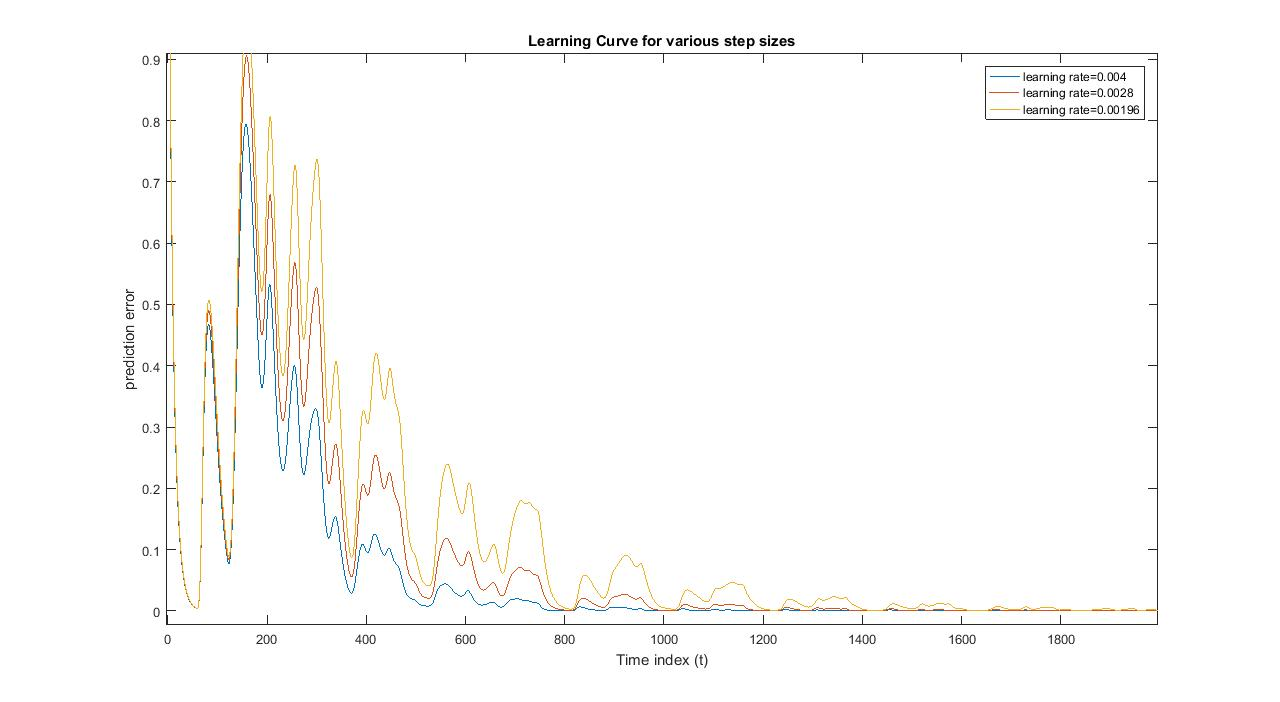 Learning Curve for various step sizes
learning rate=0.004
learning rate=0.0028
learning rate=0.00196
prediction error
0.9
0.8
0.7
0.6
0.5
0.4
0.3
0.2
0.1
0
0 200 400 600 800 1000 1200 1400 1600 1800
Time index (t)